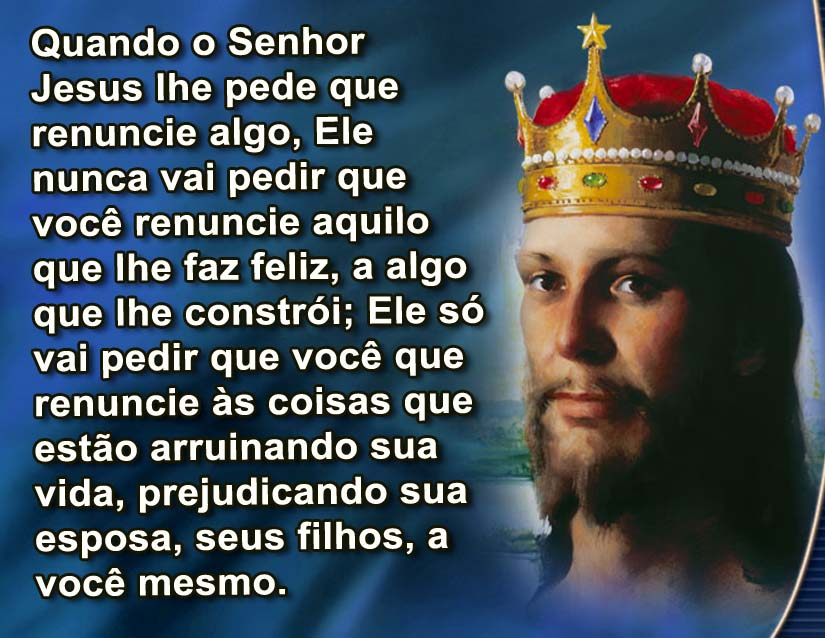 Quando o Senhor
Jesus lhe pede que
renuncie algo, Ele
nunca vai pedir que
você renuncie aquilo
que lhe faz feliz, a algo
que lhe constrói; Ele só
vai pedir que você que
renuncie às coisas que
estão arruinando sua
vida, prejudicando sua
esposa, seus filhos, a
você mesmo.